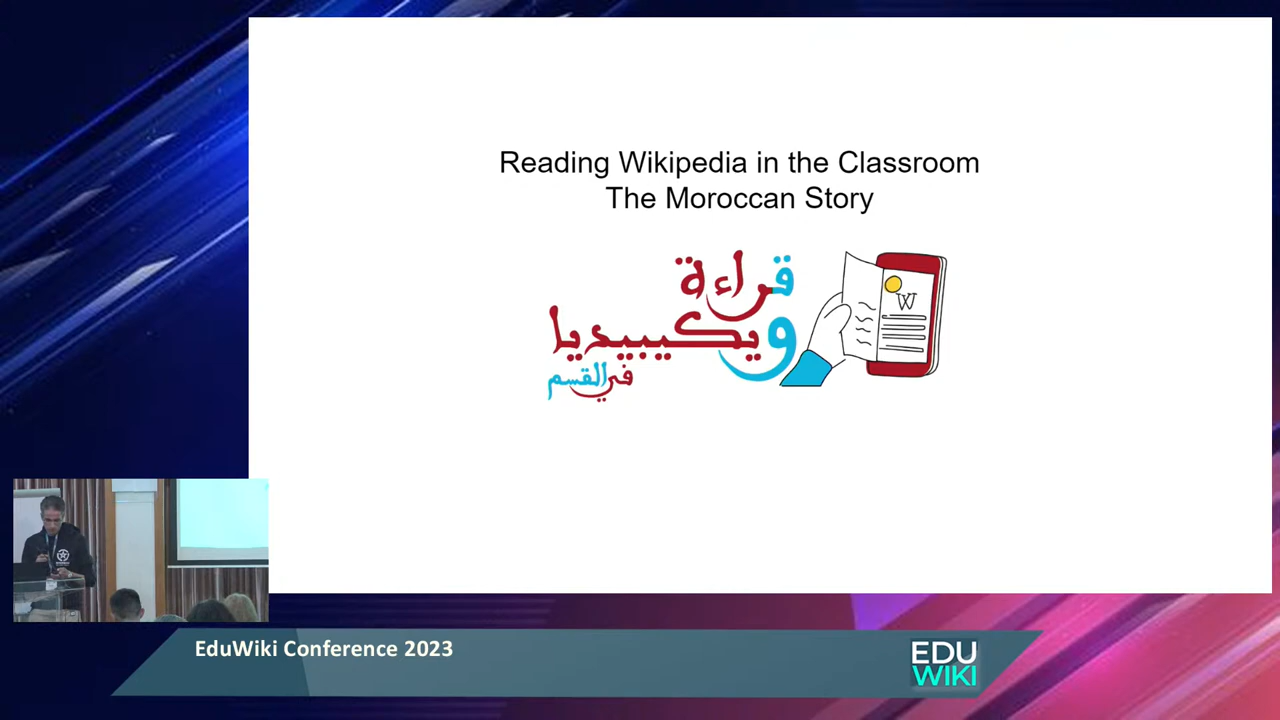 Reading Wikipedia in the Classroom
The Moroccan Story
قراءة
ويكيبيديا
في القسم
W
EduWiki Conference 2023
EDU
WIKI